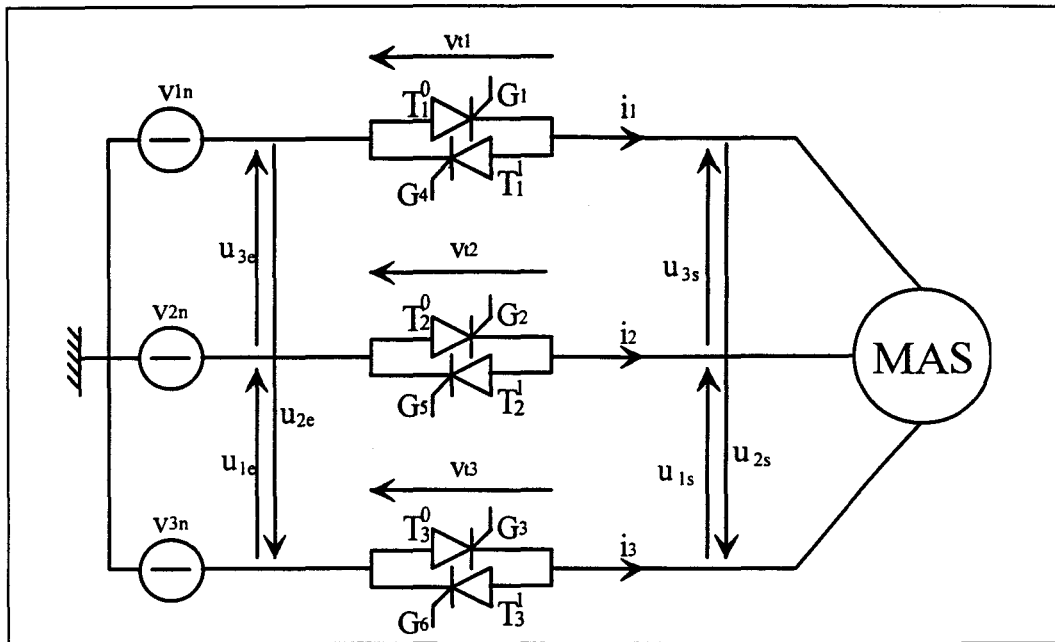 vt1
v1n
T1^0
G1
i1
G4
T1^1
u3e
u3s
vt2
v2n
T2^0
G2
i2
MAS
G5
T2^1
u2e
u1e
u1s
u2s
vt3
v3n
T3^0
G3
i3
G6
T3^1